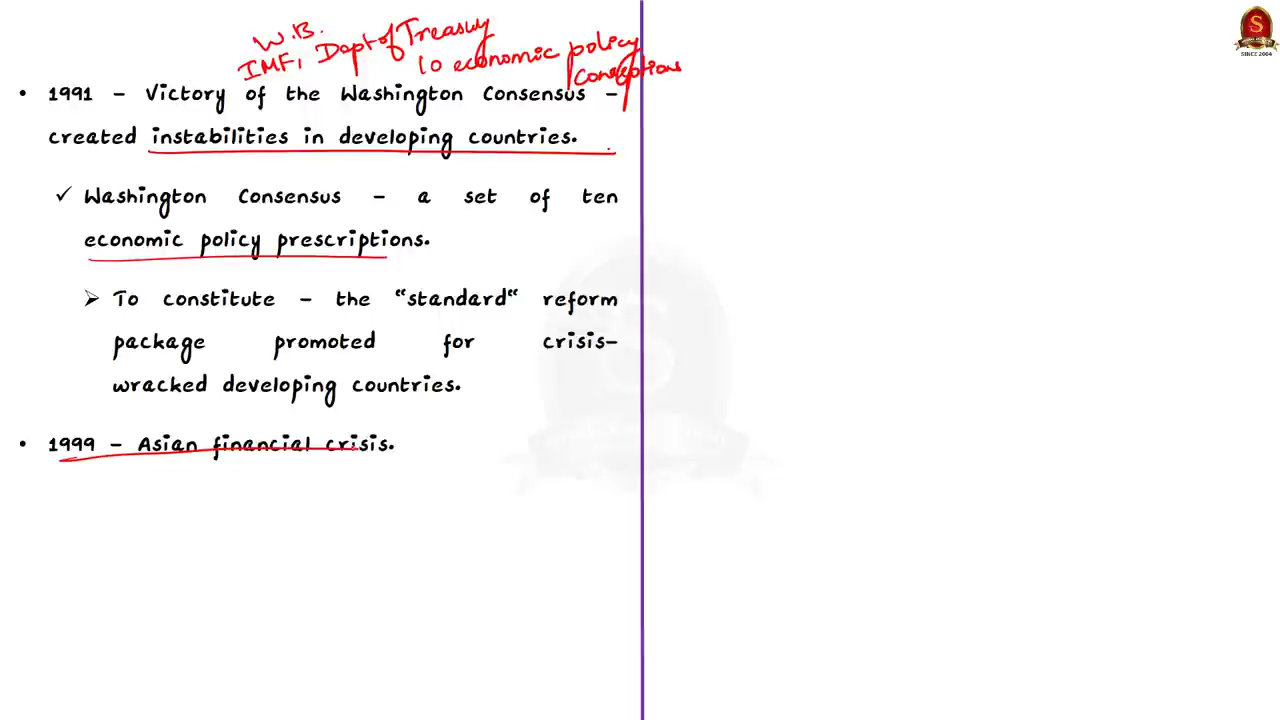 W.B.
IMF, Dept of Treasury
10 economic policy
• 1991 – Victory of the Washington Consensus –
created instabilities in developing countries.
✓ Washington Consensus – a set of ten
economic policy prescriptions.
➢ To constitute – the “standard“ reform
package promoted for crisis-
wracked developing countries.
• 1999 – Asian financial crisis.
S
SINCE 2004